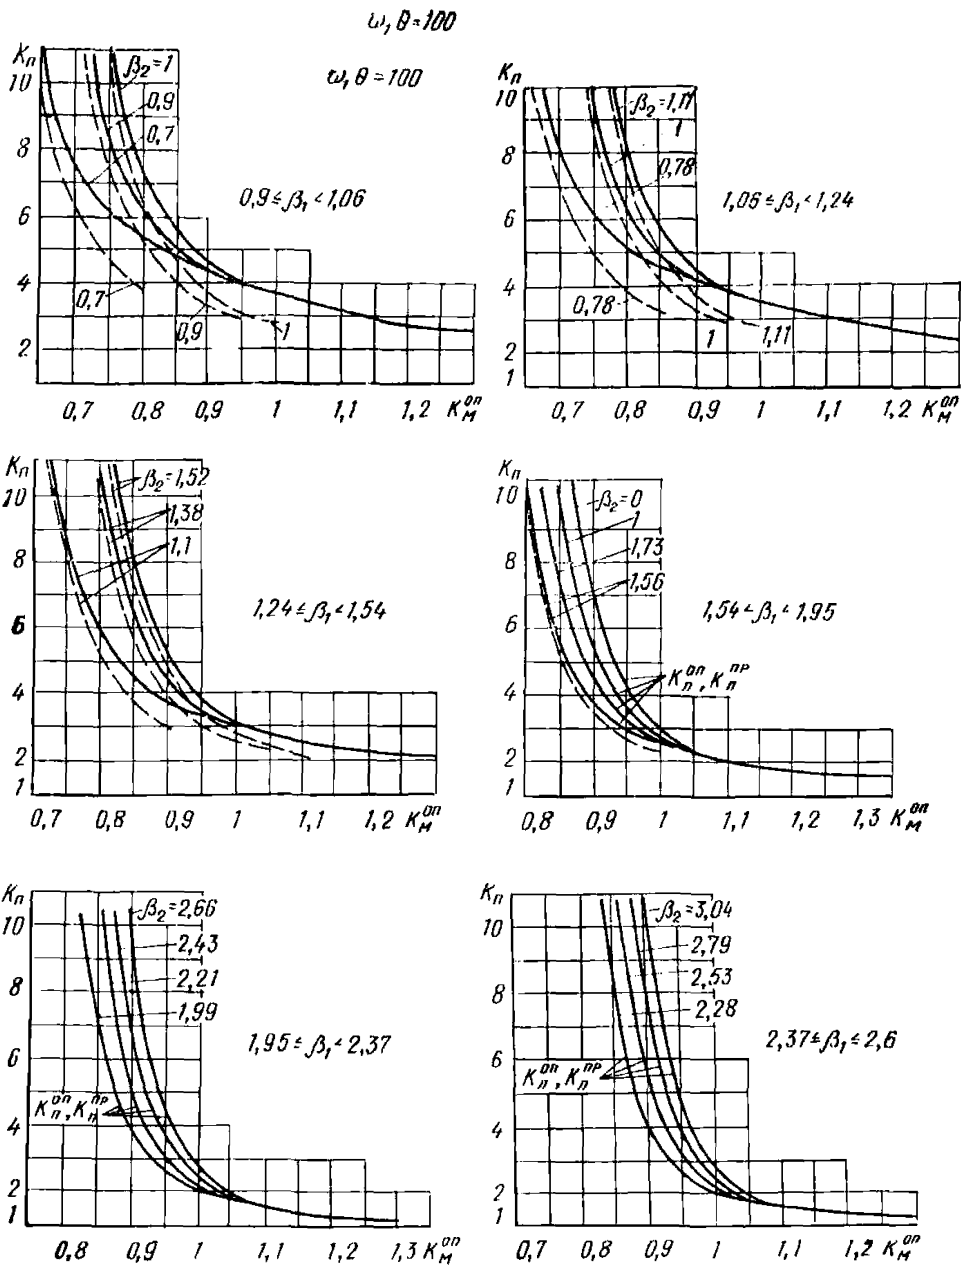 ω₁θ=100
ω₁θ=100
Kп
10
8
6
4
2
β₂=1
0,9
0,7
0,9≤β₁<1,06
0,7
0,9
1
0,7 0,8 0,9 1 1,1 1,2 Kм^оп
Kп
10
8
6
4
2
1
β₂=1,11
1
0,78
1,06≤β₁<1,24
0,78
1
1,11
0,7 0,8 0,9 1 1,1 1,2 Kм^оп
Kп
10
8
6
4
2
1
β₂=1,52
1,38
1,1
1,24≤β₁<1,54
0,7 0,8 0,9 1 1,1 1,2 Kм^оп
Kп
10
8
6
4
2
1
β₂=0
1
1,73
1,56
1,54≤β₁<1,95
Kп^оп, Kп^пр
0,8 0,9 1 1,1 1,2 1,3 Kм^оп
Kп
10
8
6
4
2
1
β₂=2,66
2,43
2,21
1,99
1,95≤β₁<2,37
Kп^оп, Kп^пр
0,8 0,9 1 1,1 1,2 1,3 Kм^оп
Kп
10
8
6
4
2
1
β₂=3,04
2,79
2,53
2,28
2,37≤β₁≤2,6
Kп^оп, Kп^пр
0,7 0,8 0,9 1 1,1 1,2 Kм^оп